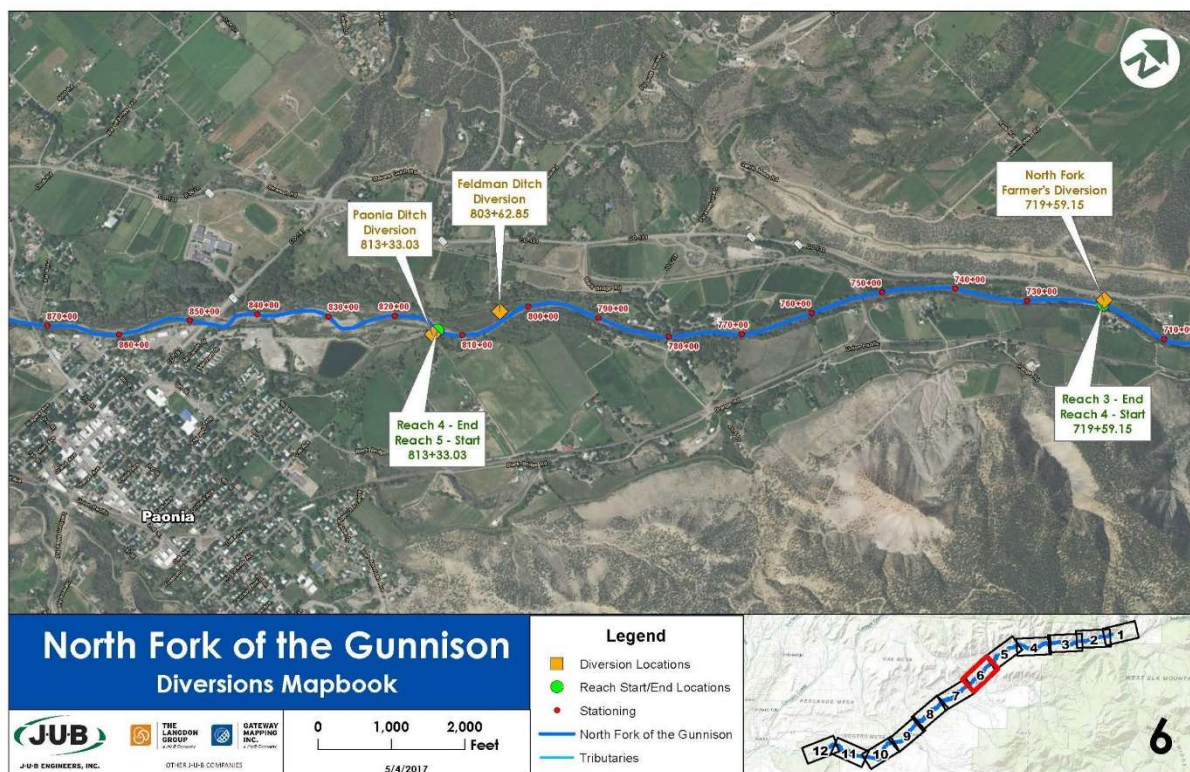 Feldman Ditch
Diversion
803+62.85
North Fork
Farmer's Diversion
719+59.15
Paonia Ditch
Diversion
813+33.03
870+00
860+00
850+00
840+00
830+00
820+00
810+00
800+00
790+00
780+00
770+00
760+00
750+00
740+00
730+00
710+00
Reach 4 - End
Reach 5 - Start
813+33.03
Reach 3 - End
Reach 4 - Start
719+59.15
Paonia
North Fork of the Gunnison
Diversions Mapbook
J-U-B
J-U-B ENGINEERS, INC.
THE
LANGDON
GROUP
GATEWAY
MAPPING
INC.
OTHER J-U-B COMPANIES
0 1,000 2,000
Feet
5/4/2017
Legend
Diversion Locations
Reach Start/End Locations
Stationing
North Fork of the Gunnison
Tributaries
1
2
3
4
5
6
7
8
9
10
11
12
6